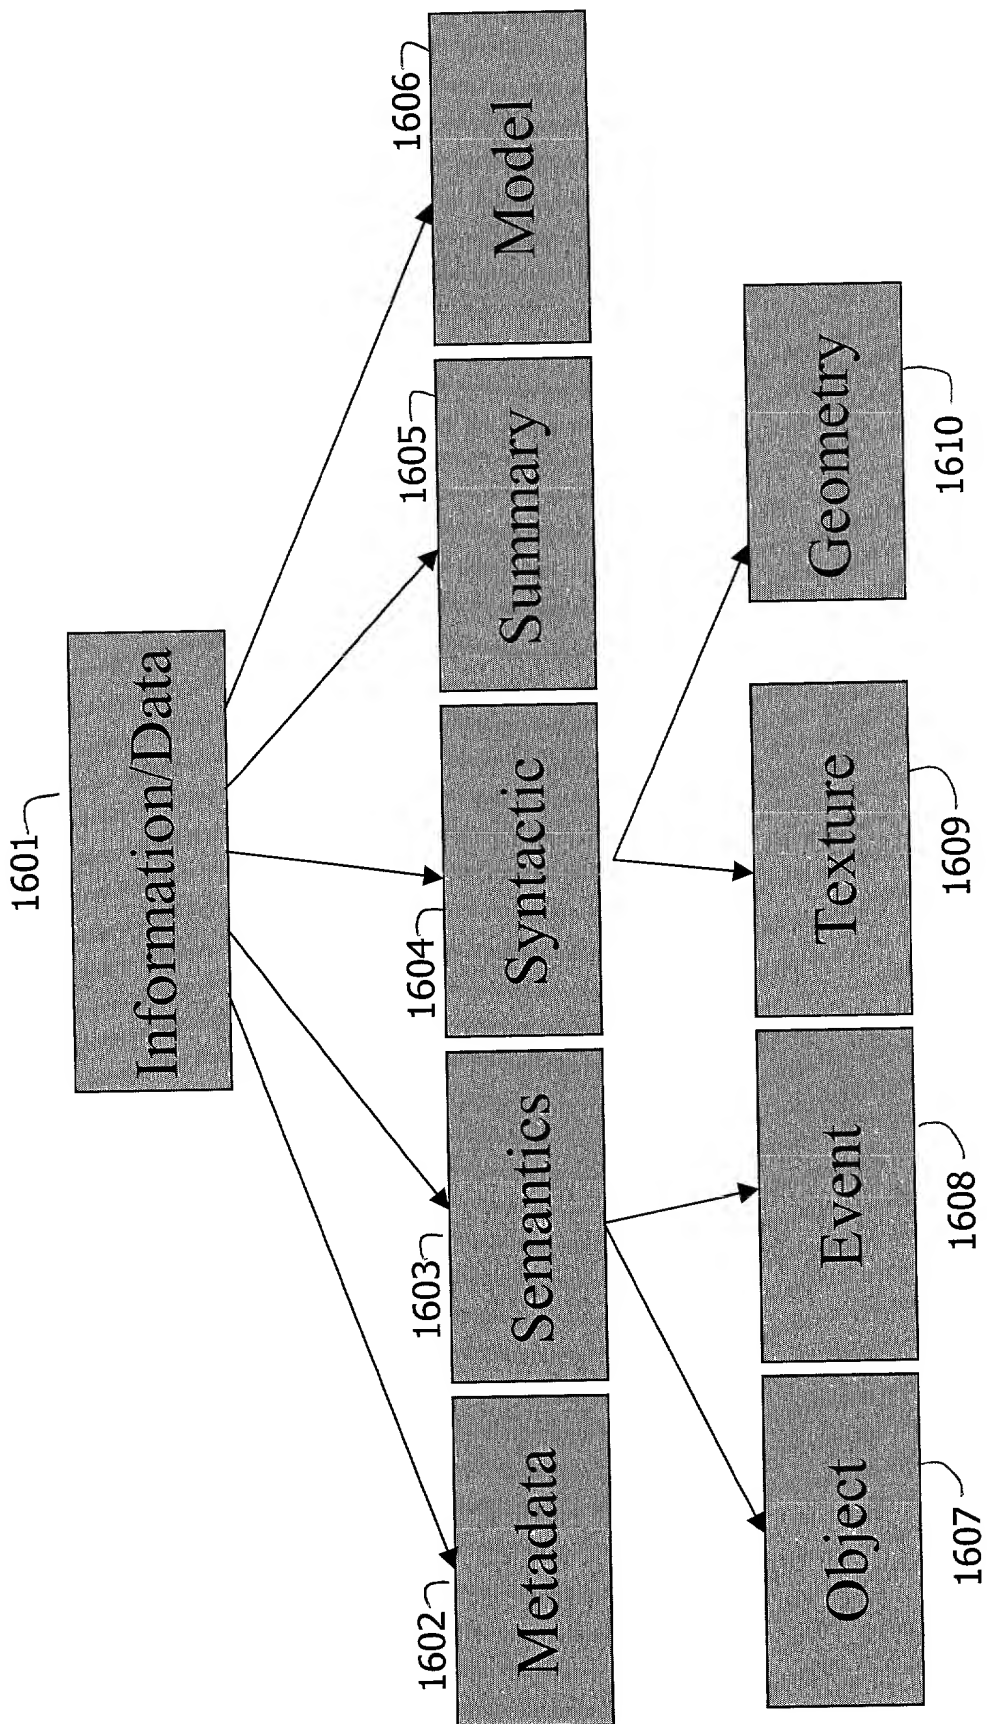 1601
Information/Data
1602
Metadata
1603
Semantics
1604
Syntactic
1605
Summary
1606
Model
Object
1607
Event
1608
Texture
1609
Geometry
1610